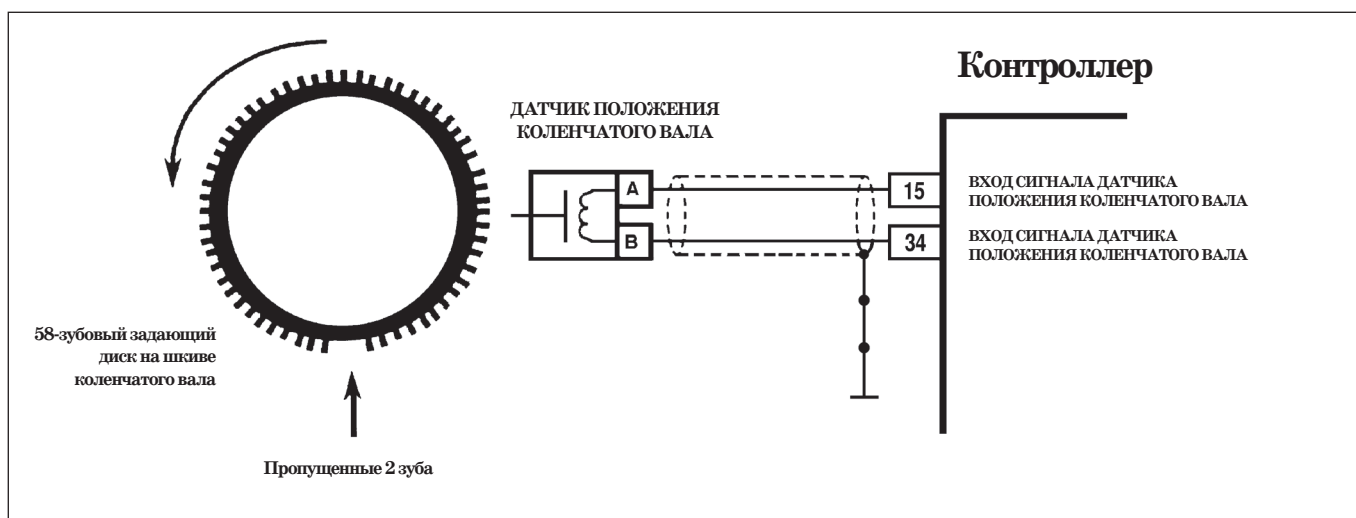 Контроллер
ДАТЧИК ПОЛОЖЕНИЯ
КОЛЕНЧАТОГО ВАЛА
A
15
ВХОД СИГНАЛА ДАТЧИКА
ПОЛОЖЕНИЯ КОЛЕНЧАТОГО ВАЛА
B
34
ВХОД СИГНАЛА ДАТЧИКА
ПОЛОЖЕНИЯ КОЛЕНЧАТОГО ВАЛА
58-зубовый задающий
диск на шкиве
коленчатого вала
Пропущенные 2 зуба